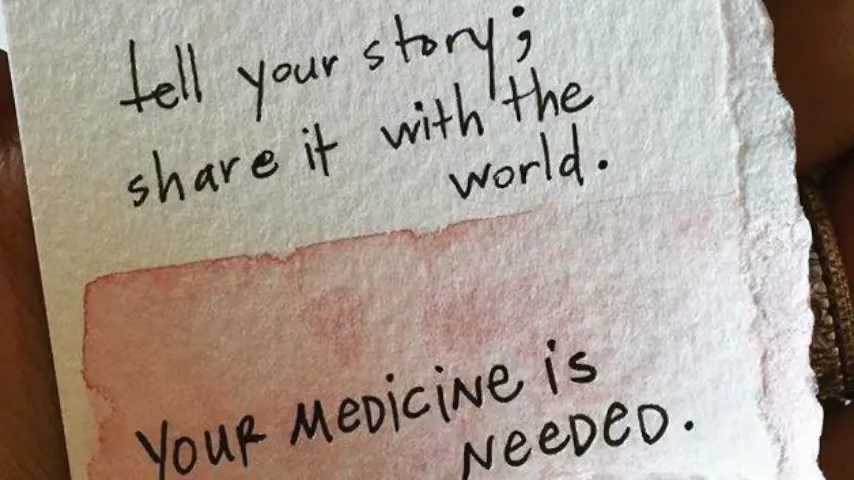 tell your story;
share it with the
world.
YOUR MEDiCiNE is
NeeDeD.